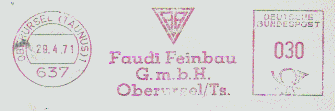 OBERURSEL (TAUNUS) 1
29.4.71
637
Faudi Feinbau
G.m.b.H.
Oberursel/Ts.
DEUTSCHE
BUNDESPOST
030